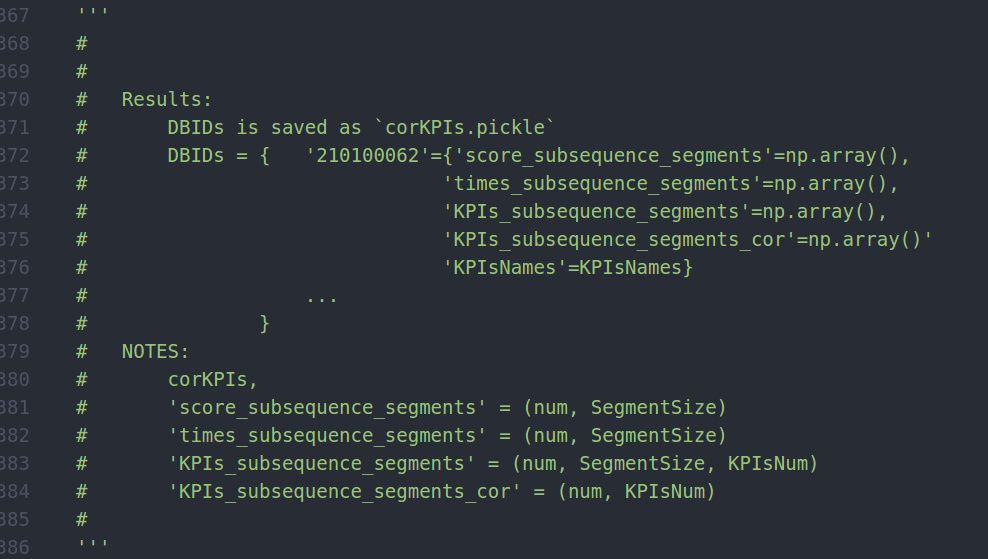 367    '''
368    #
369    #
370    #   Results:
371    #       DBIDs is saved as `corKPIs.pickle`
372    #       DBIDs = {   '210100062'={'score_subsequence_segments'=np.array(),
373    #                               'times_subsequence_segments'=np.array(),
374    #                               'KPIs_subsequence_segments'=np.array(),
375    #                               'KPIs_subsequence_segments_cor'=np.array()'
376    #                               'KPIsNames'=KPIsNames}
377    #                   ...
378    #               }
379    #   NOTES:
380    #       corKPIs,
381    #       'score_subsequence_segments' = (num, SegmentSize)
382    #       'times_subsequence_segments' = (num, SegmentSize)
383    #       'KPIs_subsequence_segments' = (num, SegmentSize, KPIsNum)
384    #       'KPIs_subsequence_segments_cor' = (num, KPIsNum)
385    #
386    '''